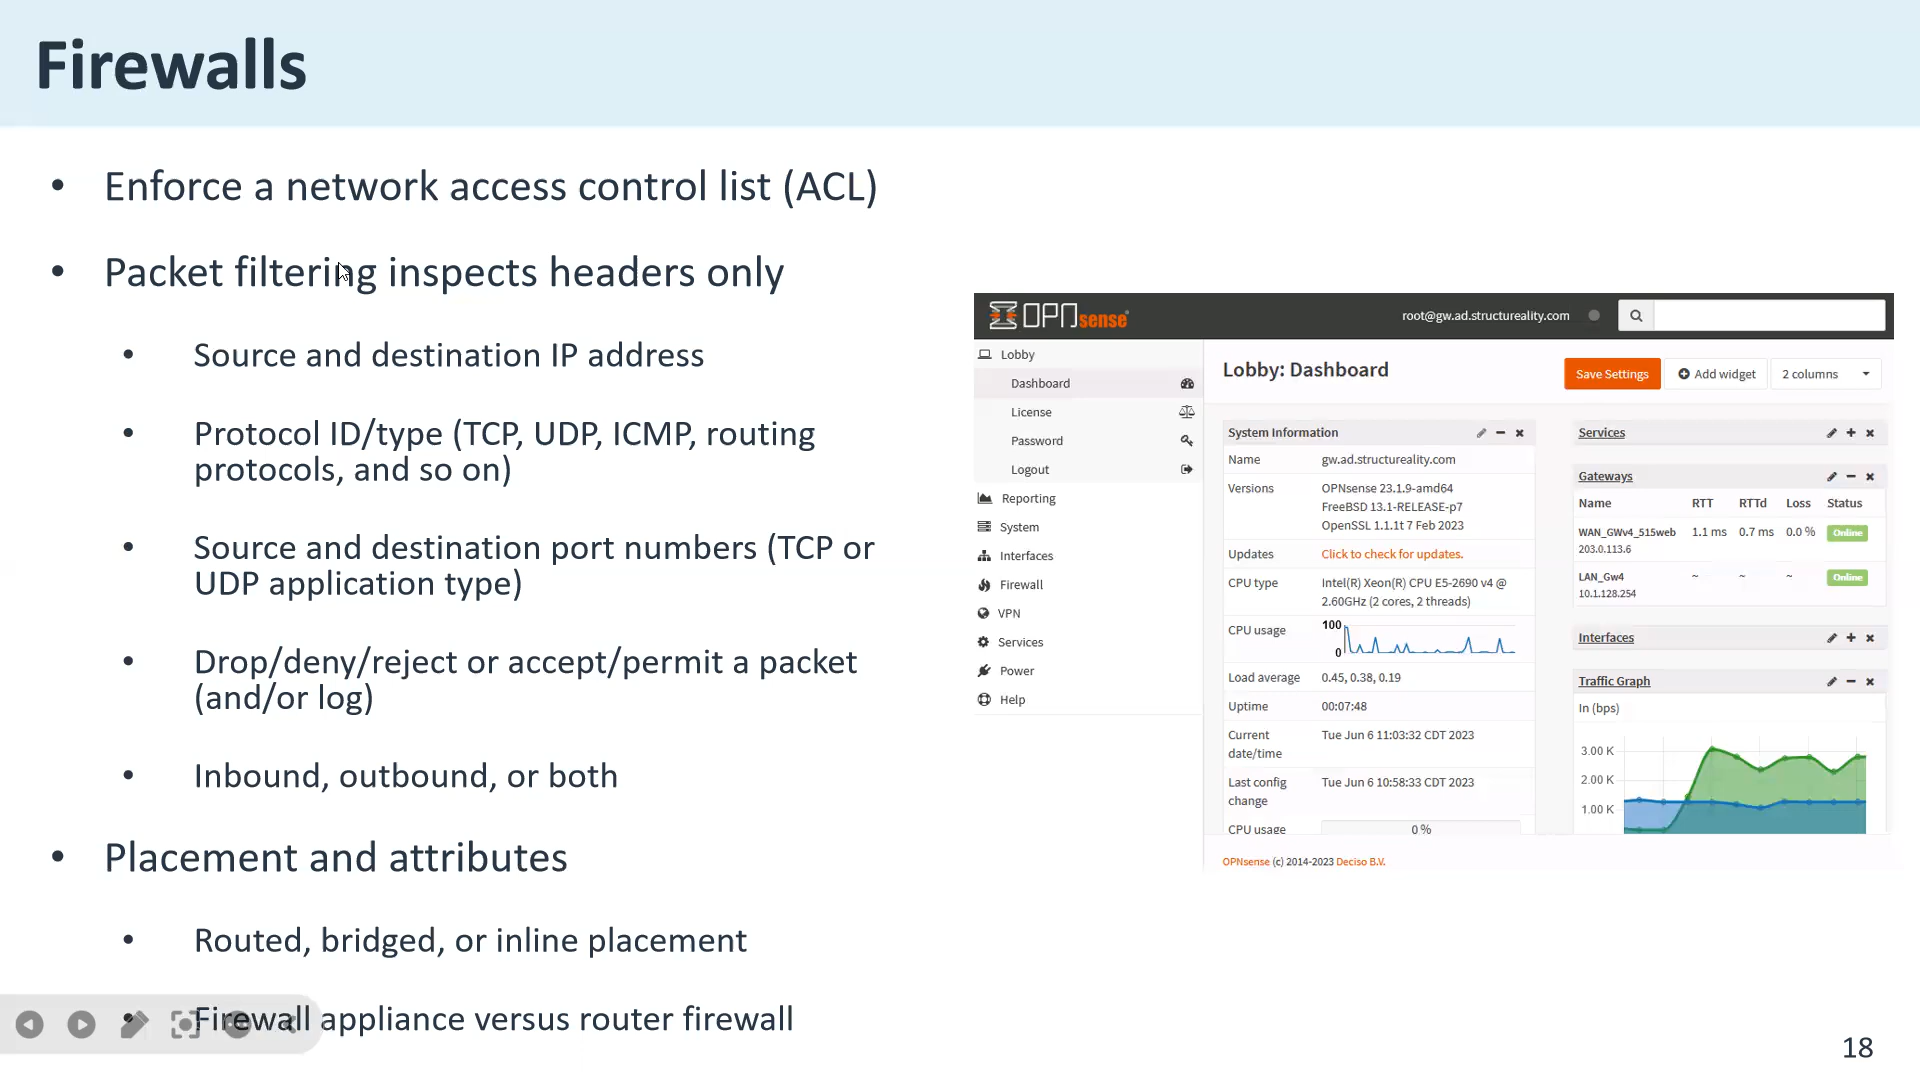 Firewalls
• Enforce a network access control list (ACL)
• Packet filtering inspects headers only
• Source and destination IP address
• Protocol ID/type (TCP, UDP, ICMP, routing
protocols, and so on)
• Source and destination port numbers (TCP or
UDP application type)
• Drop/deny/reject or accept/permit a packet
(and/or log)
• Inbound, outbound, or both
• Placement and attributes
• Routed, bridged, or inline placement
• Firewall appliance versus router firewall
OPNsense
root@gw.ad.structureality.com
Lobby
Dashboard
License
Password
Logout
Reporting
System
Interfaces
Firewall
VPN
Services
Power
Help
Lobby: Dashboard
Save Settings
Add widget
2 columns
System Information
Name gw.ad.structureality.com
Versions OPNsense 23.1.9-amd64
FreeBSD 13.1-RELEASE-p7
OpenSSL 1.1.1t 7 Feb 2023
Updates Click to check for updates.
CPU type Intel(R) Xeon(R) CPU E5-2690 v4 @
2.60GHz (2 cores, 2 threads)
CPU usage 100
0
Load average 0.45, 0.38, 0.19
Uptime 00:07:48
Current
date/time Tue Jun 6 11:03:32 CDT 2023
Last config
change Tue Jun 6 10:58:33 CDT 2023
CPU usage 0 %
Services
Gateways
Name RTT RTTd Loss Status
WAN_GWv4_515web 1.1 ms 0.7 ms 0.0 % Online
203.0.113.6
LAN_Gw4 ~ ~ ~ Online
10.1.128.254
Interfaces
Traffic Graph
In (bps)
3.00 K
2.00 K
1.00 K
OPNsense (c) 2014-2023 Deciso B.V.
18